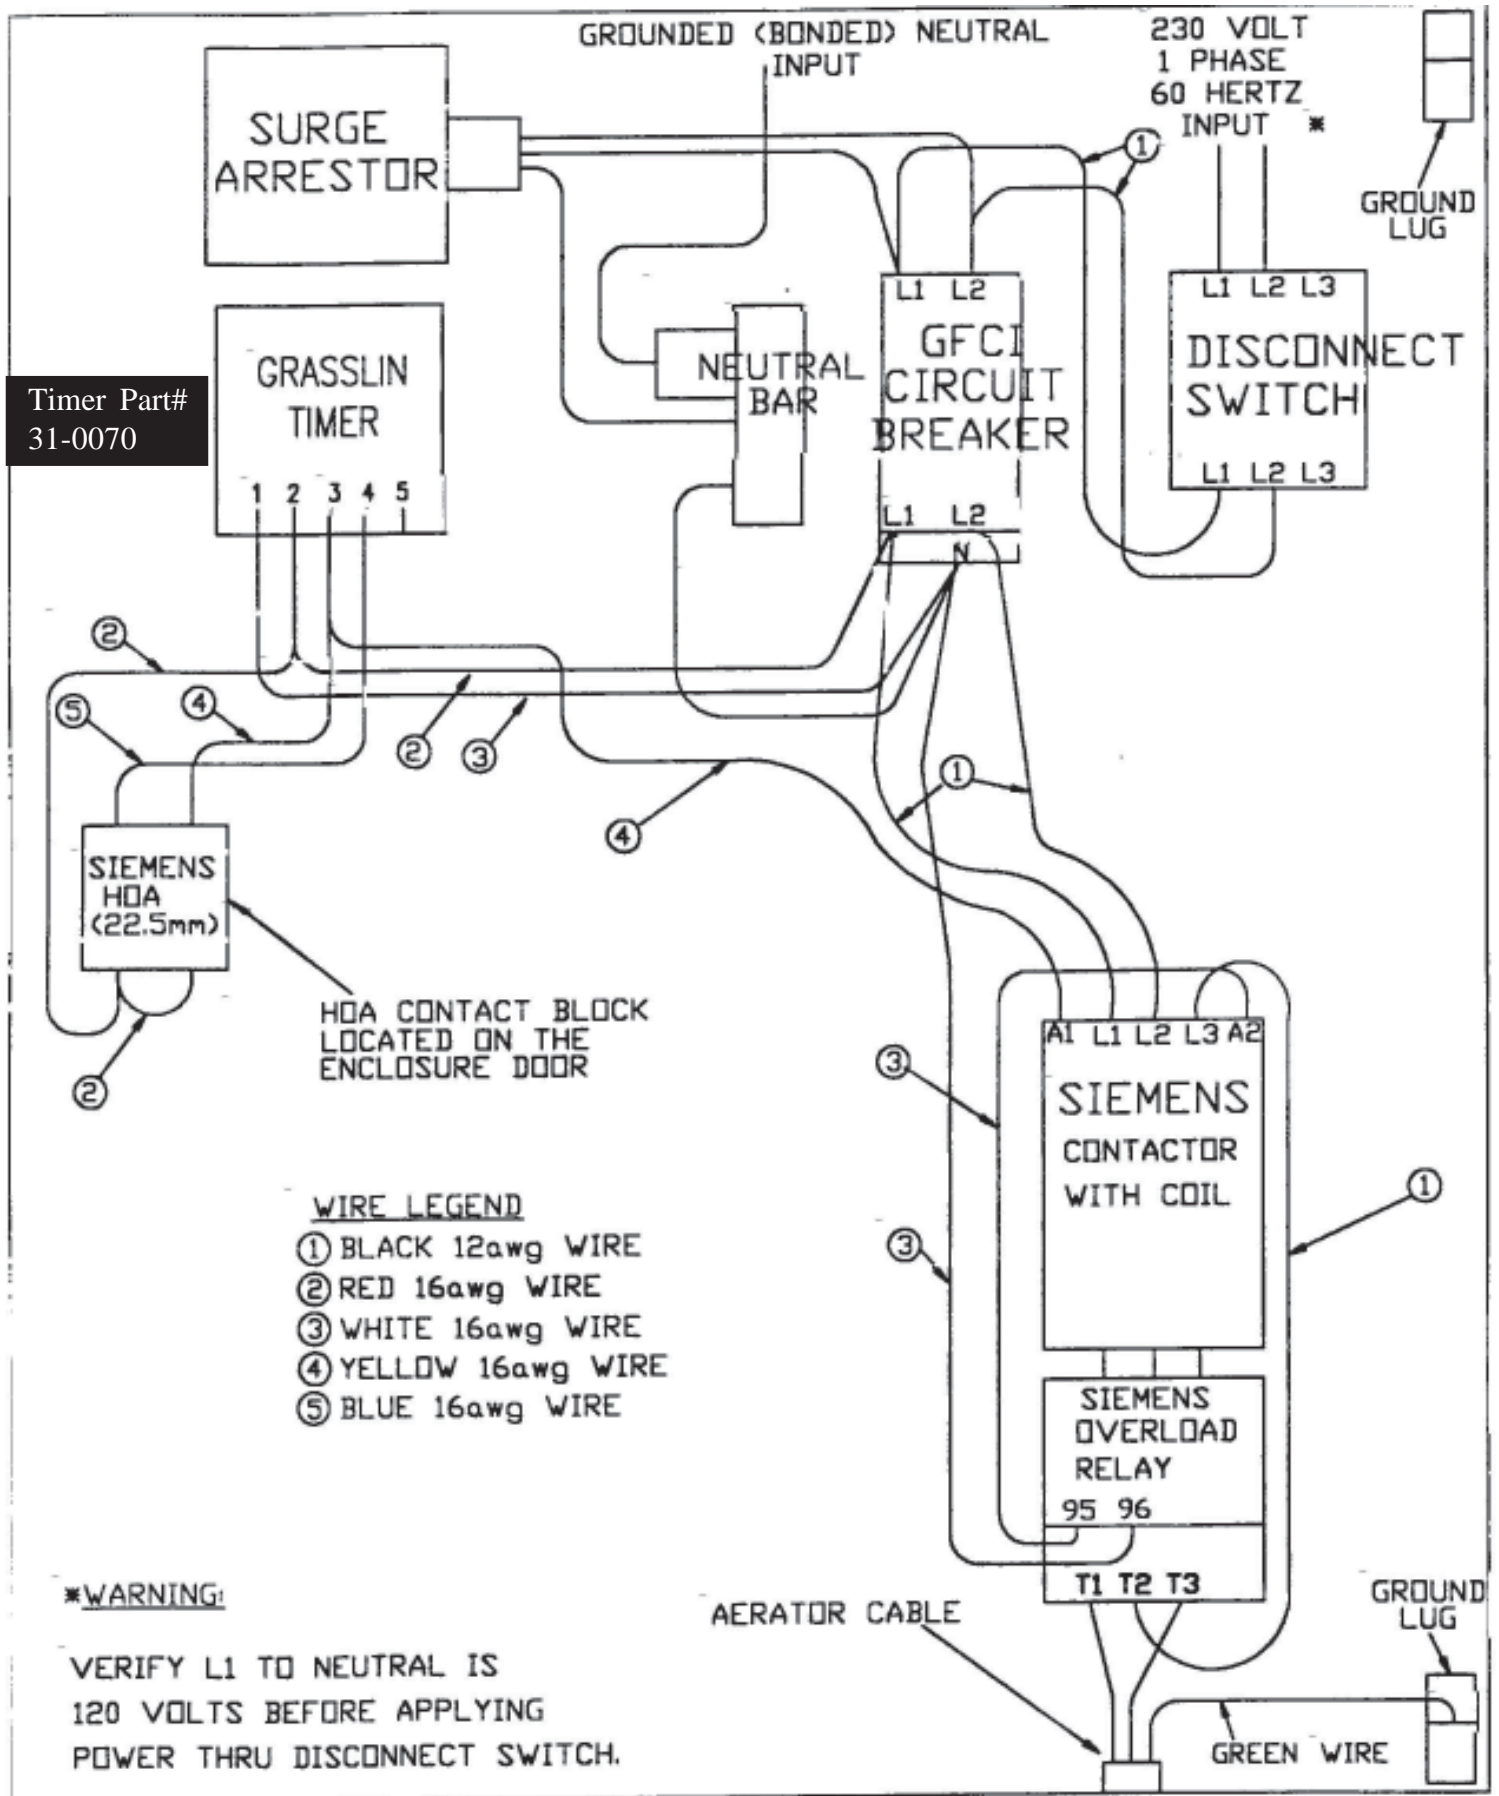 GROUNDED (BONDED) NEUTRAL
INPUT
230 VOLT
1 PHASE
60 HERTZ
INPUT *
SURGE
ARRESTOR
1
GROUND
LUG
L1 L2
GFCI
CIRCUIT
BREAKER
L1 L2
N
L1 L2 L3
DISCONNECT
SWITCH
L1 L2 L3
NEUTRAL
BAR
GRASSLIN
TIMER
1 2 3 4 5
Timer Part#
31-0070
2
5
4
2
3
4
1
SIEMENS
HOA
(22.5mm)
HOA CONTACT BLOCK
LOCATED ON THE
ENCLOSURE DOOR
2
A1 L1 L2 L3 A2
SIEMENS
CONTACTOR
WITH COIL
3
3
1
WIRE LEGEND
1 BLACK 12awg WIRE
2 RED 16awg WIRE
3 WHITE 16awg WIRE
4 YELLOW 16awg WIRE
5 BLUE 16awg WIRE
SIEMENS
OVERLOAD
RELAY
95 96
T1 T2 T3
*WARNING:
VERIFY L1 TO NEUTRAL IS
120 VOLTS BEFORE APPLYING
POWER THRU DISCONNECT SWITCH.
AERATOR CABLE
GROUND
LUG
GREEN WIRE